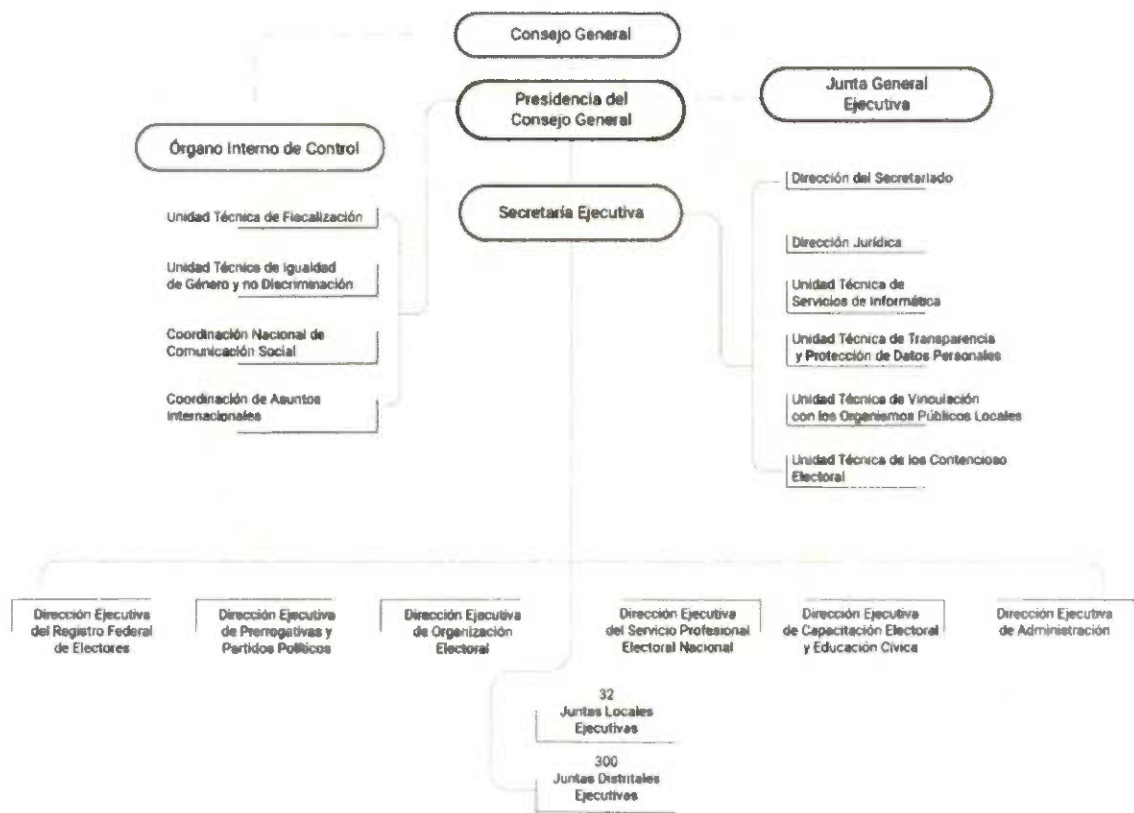 Consejo General
Presidencia del
Consejo General
Junta General
Ejecutiva
Órgano Interno de Control
Secretaría Ejecutiva
Unidad Técnica de Fiscalización
Unidad Técnica de Igualdad
de Género y no Discriminación
Coordinación Nacional de
Comunicación Social
Coordinación de Asuntos
Internacionales
Dirección del Secretariado
Dirección Jurídica
Unidad Técnica de
Servicios de Informática
Unidad Técnica de Transparencia
y Protección de Datos Personales
Unidad Técnica de Vinculación
con los Organismos Públicos Locales
Unidad Técnica de los Contencioso
Electoral
Dirección Ejecutiva
del Registro Federal
de Electores
Dirección Ejecutiva
de Prerrogativas y
Partidos Políticos
Dirección Ejecutiva
de Organización
Electoral
Dirección Ejecutiva
del Servicio Profesional
Electoral Nacional
Dirección Ejecutiva
de Capacitación Electoral
y Educación Cívica
Dirección Ejecutiva
de Administración
32
Juntas Locales
Ejecutivas
300
Juntas Distritales
Ejecutivas